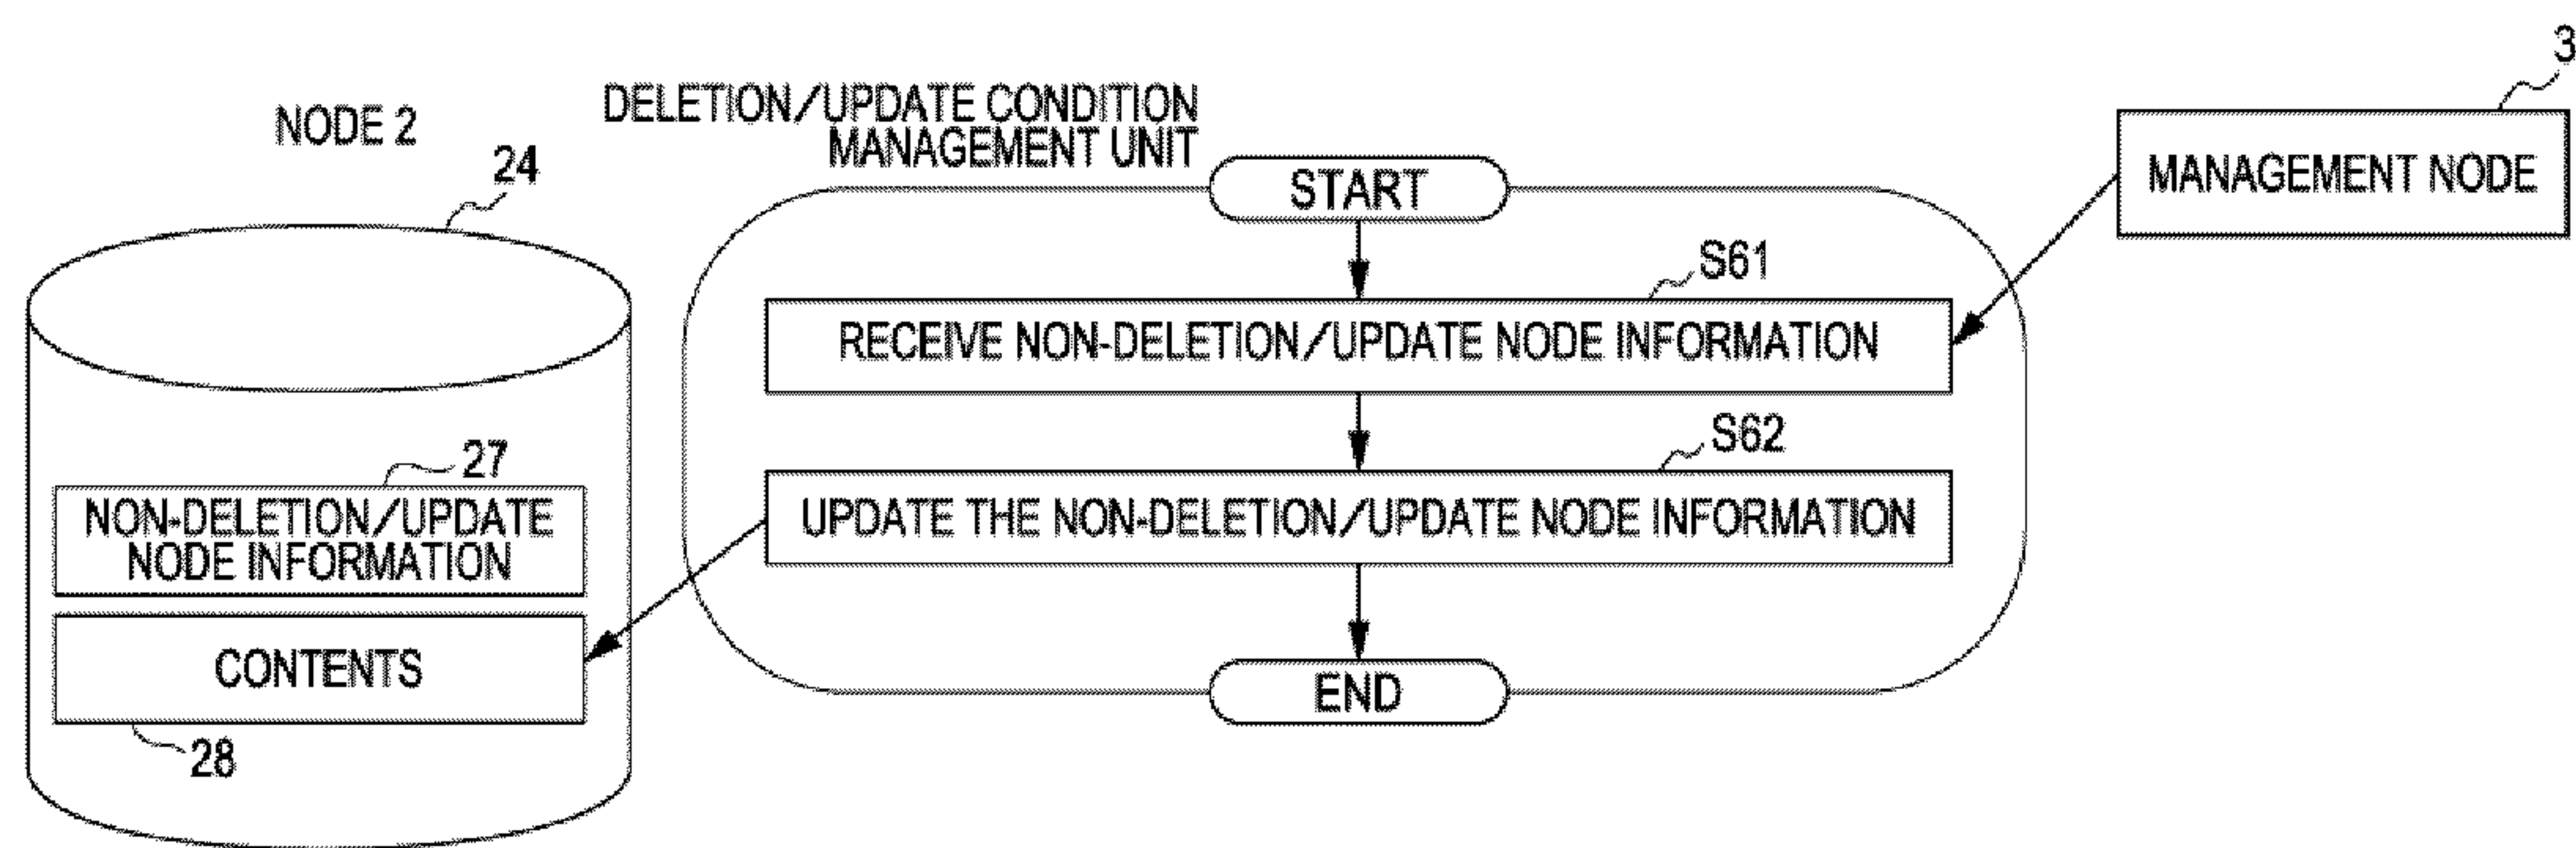 NODE 2
24
27
NON-DELETION/UPDATE
NODE INFORMATION
CONTENTS
28
DELETION/UPDATE CONDITION
MANAGEMENT UNIT
START
S61
RECEIVE NON-DELETION/UPDATE NODE INFORMATION
S62
UPDATE THE NON-DELETION/UPDATE NODE INFORMATION
END
3
MANAGEMENT NODE